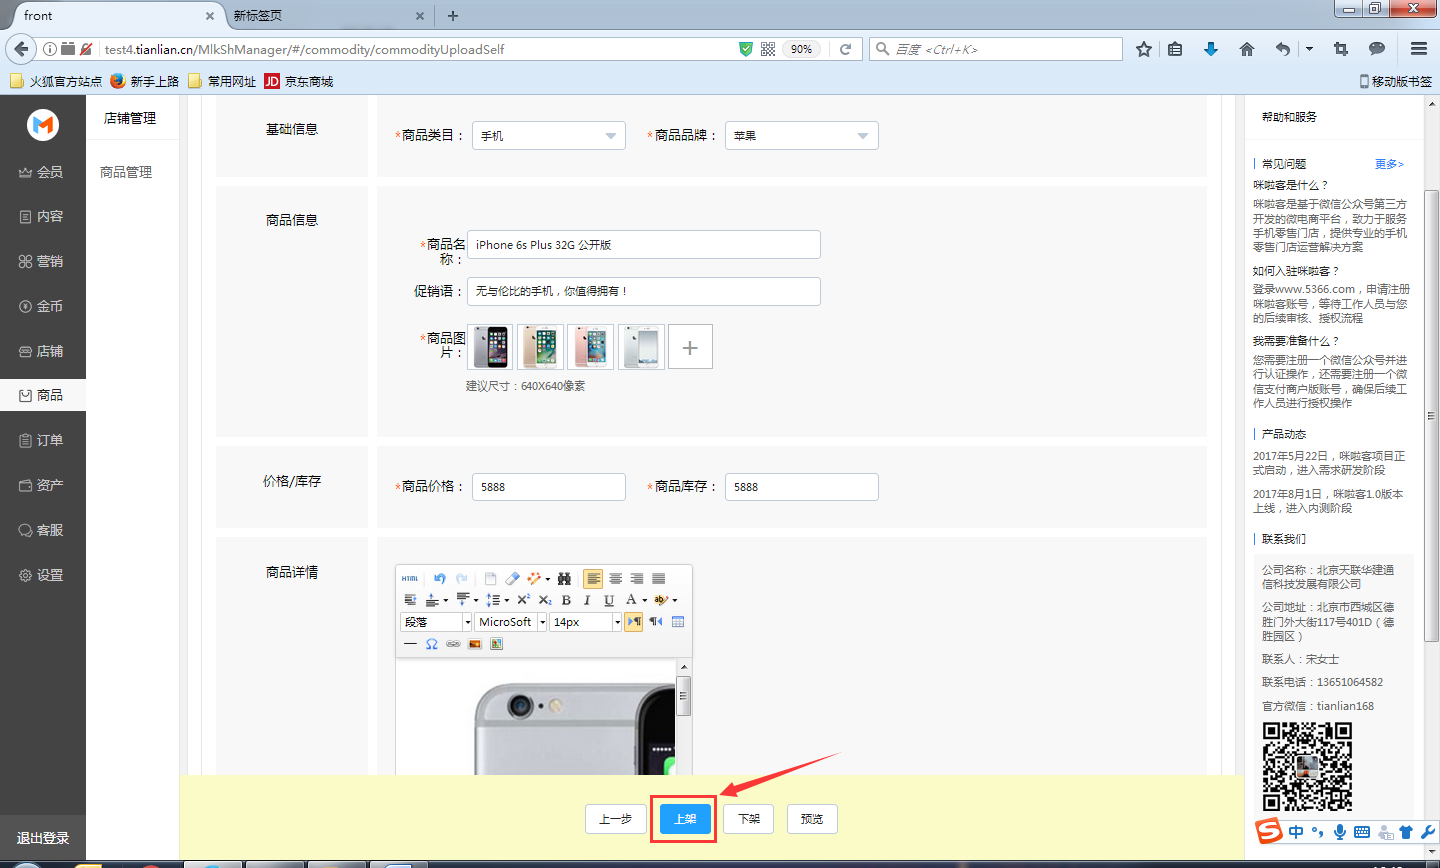 front
新标签页
test4.tianlian.cn/MlkShManager/#/commodity/commodityUploadSelf
90%
百度 <Ctrl+K>
火狐官方站点
新手上路
常用网址
JD 京东商城
移动版书签
会员
内容
营销
金币
店铺
商品
订单
资产
客服
设置
退出登录
店铺管理
商品管理
基础信息
*商品类目：
手机
*商品品牌：
苹果
商品信息
*商品名
称：
iPhone 6s Plus 32G 公开版
促销语：
无与伦比的手机，你值得拥有！
*商品图
片：
+
建议尺寸：640X640像素
价格/库存
*商品价格：
5888
*商品库存：
5888
商品详情
HTML
段落
MicroSoft
14px
上一步
上架
下架
预览
帮助和服务
常见问题
更多>
咪啦客是什么？
咪啦客是基于微信公众号第三方
开发的微电商平台，致力于服务
手机零售门店，提供专业的手机
零售门店运营解决方案
如何入驻咪啦客？
登录www.5366.com，申请注册
咪啦客账号，等待工作人员与您
的后续审核、授权流程
我需要准备什么？
您需要注册一个微信公众号并进
行认证操作，还需要注册一个微
信支付商户版账号，确保后续工
作人员进行授权操作
产品动态
2017年5月22日，咪啦客项目正
式启动，进入需求研发阶段
2017年8月1日，咪啦客1.0版本
上线，进入内测阶段
联系我们
公司名称：北京天联华建通
信科技发展有限公司
公司地址：北京市西城区德
胜门外大街117号401D（德
胜园区）
联系人：宋女士
联系电话：13651064582
官方微信：tianlian168
中